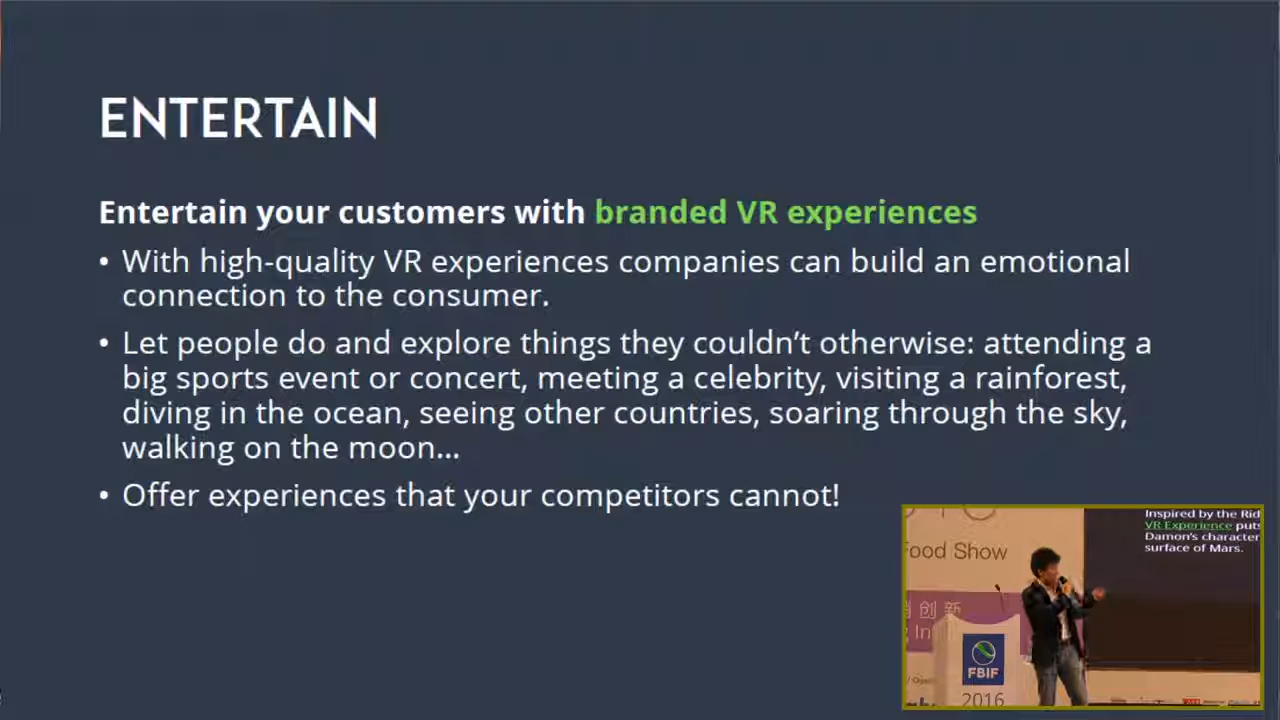 ENTERTAIN
Entertain your customers with branded VR experiences
• With high-quality VR experiences companies can build an emotional
connection to the consumer.
• Let people do and explore things they couldn’t otherwise: attending a
big sports event or concert, meeting a celebrity, visiting a rainforest,
diving in the ocean, seeing other countries, soaring through the sky,
walking on the moon...
• Offer experiences that your competitors cannot!
Inspired by the Rid
VR Experience puts
Damon's character
surface of Mars.
Food Show
创新
FBIF
2016